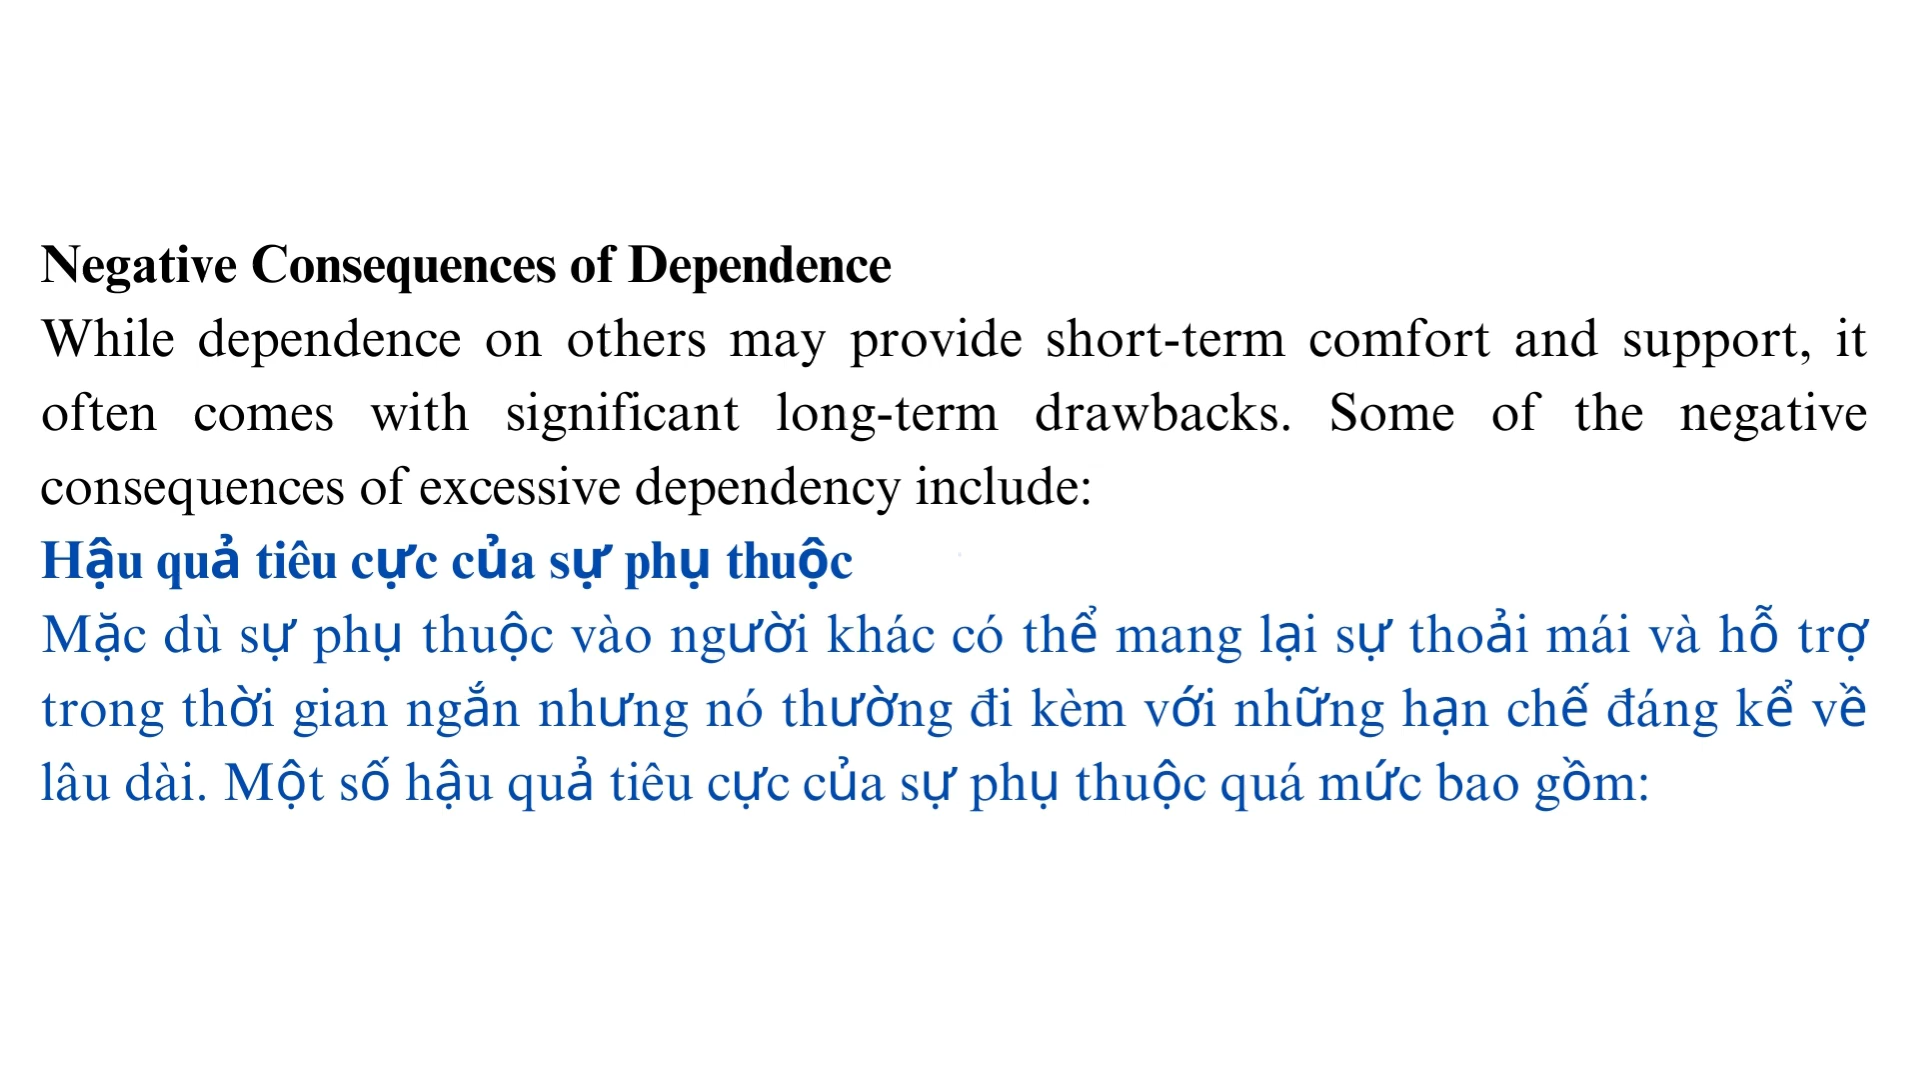 Negative Consequences of Dependence
While dependence on others may provide short-term comfort and support, it
often comes with significant long-term drawbacks. Some of the negative
consequences of excessive dependency include:
Hậu quả tiêu cực của sự phụ thuộc
Mặc dù sự phụ thuộc vào người khác có thể mang lại sự thoải mái và hỗ trợ
trong thời gian ngắn nhưng nó thường đi kèm với những hạn chế đáng kể về
lâu dài. Một số hậu quả tiêu cực của sự phụ thuộc quá mức bao gồm: